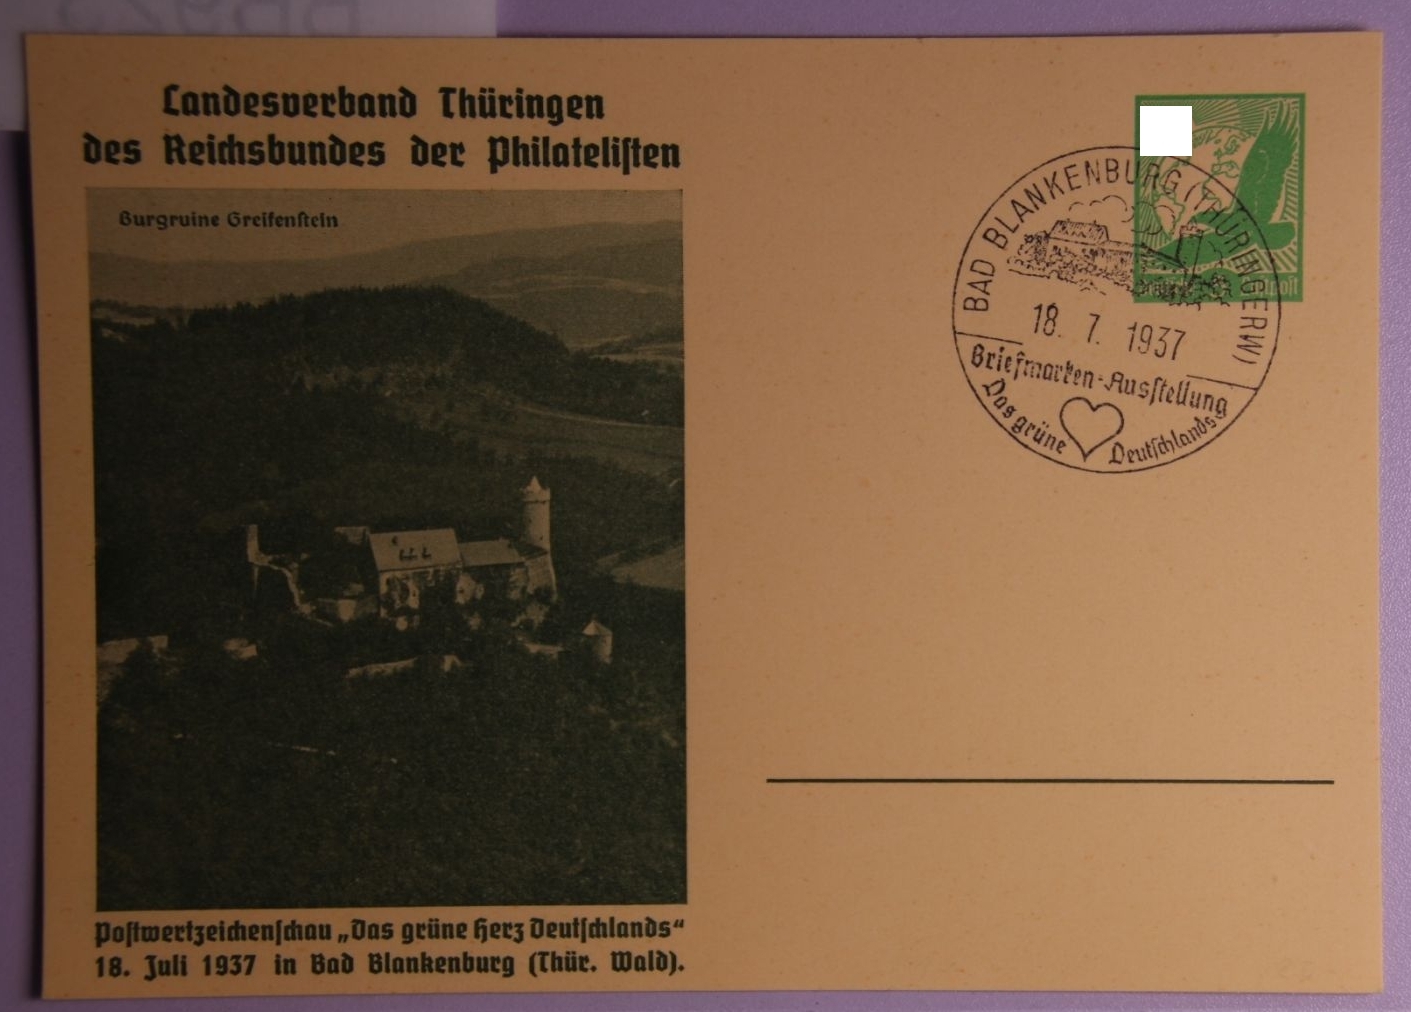 Landesverband Thüringen
des Reichsbundes der Philatelisten
Burgruine Greifenstein
BAD BLANKENBURG (THÜRINGERW)
18. 7. 1937
Briefmarken-Ausstellung
Das grüne Deutschlands
Postwertzeichenschau „Das grüne Herz Deutschlands“
18. Juli 1937 in Bad Blankenburg (Thür. Wald).